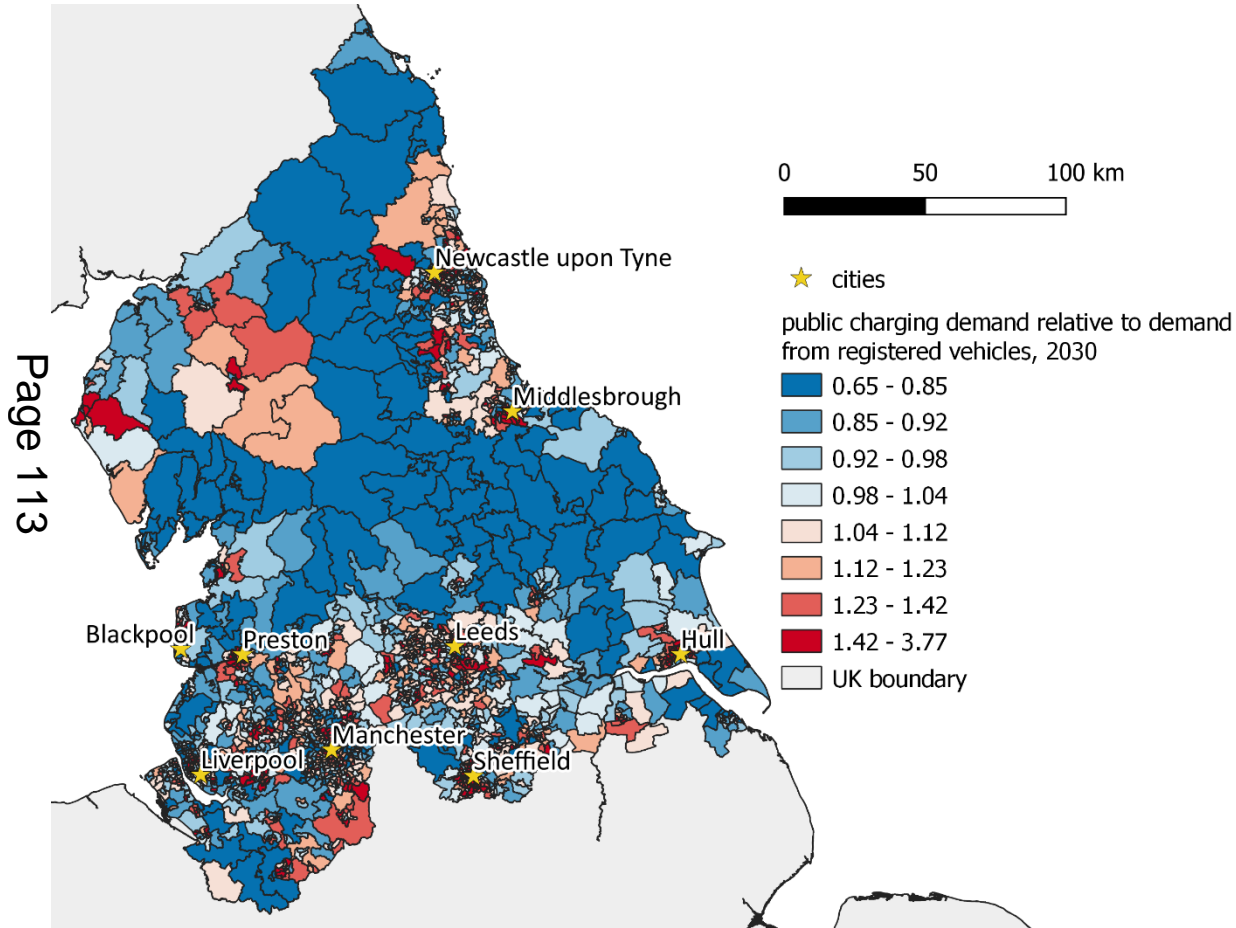 Page 113
Newcastle upon Tyne
Middlesbrough
Blackpool
Preston
Leeds
Hull
Manchester
Liverpool
Sheffield
0 50 100 km
cities
public charging demand relative to demand
from registered vehicles, 2030
0.65 - 0.85
0.85 - 0.92
0.92 - 0.98
0.98 - 1.04
1.04 - 1.12
1.12 - 1.23
1.23 - 1.42
1.42 - 3.77
UK boundary